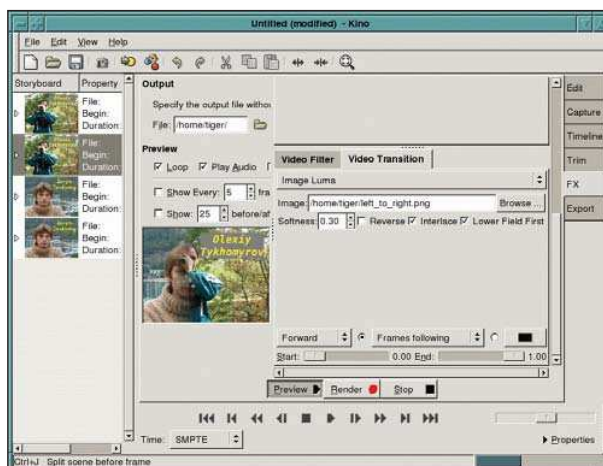 Untitled (modified) - Kino
File Edit View Help
Storyboard Property
File:
Begin:
Duration:
File:
Begin:
Duration:
File:
Begin:
Duration:
File:
Begin:
Duration:
Output
Specify the output file withou
File: /home/tiger/
Preview
Loop Play Audio
Show Every: 5 fra
Show: 25 before/af
Olexiy
Tykhomyrov
Video Filter Video Transition
Image Luma
Image: /home/tiger/left_to_right.png Browse ...
Softness: 0.30 Reverse Interlace Lower Field First
Forward Frames following
Start: 0.00 End: 1.00
Preview Render Stop
Edit
Capture
Timeline
Trim
FX
Export
Time: SMPTE
Properties
Ctrl+J Split scene before frame